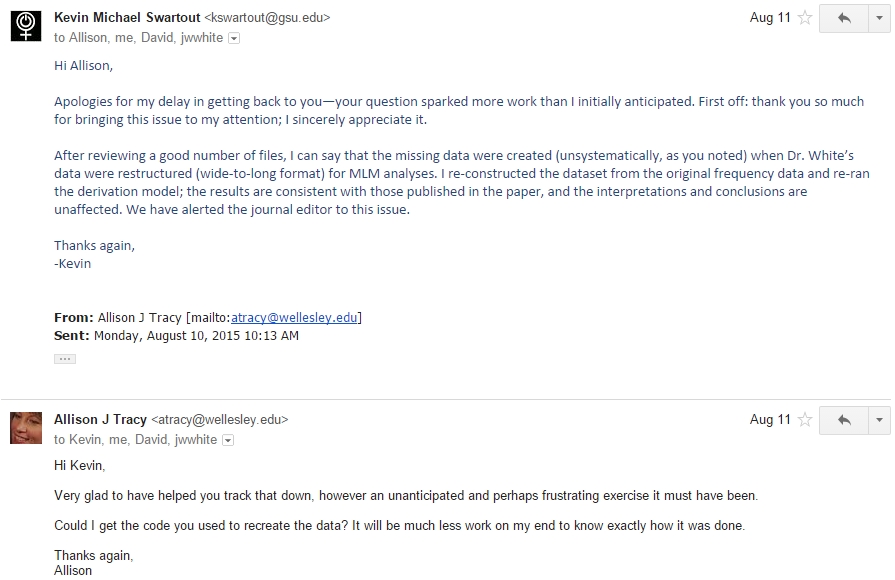 Kevin Michael Swartout <kswartout@gsu.edu>
Aug 11
to Allison, me, David, jwwhite
Hi Allison,
Apologies for my delay in getting back to you—your question sparked more work than I initially anticipated. First off: thank you so much
for bringing this issue to my attention; I sincerely appreciate it.
After reviewing a good number of files, I can say that the missing data were created (unsystematically, as you noted) when Dr. White's
data were restructured (wide-to-long format) for MLM analyses. I re-constructed the dataset from the original frequency data and re-ran
the derivation model; the results are consistent with those published in the paper, and the interpretations and conclusions are
unaffected. We have alerted the journal editor to this issue.
Thanks again,
-Kevin
From: Allison J Tracy [mailto:atracy@wellesley.edu]
Sent: Monday, August 10, 2015 10:13 AM
Allison J Tracy <atracy@wellesley.edu>
Aug 11
to Kevin, me, David, jwwhite
Hi Kevin,
Very glad to have helped you track that down, however an unanticipated and perhaps frustrating exercise it must have been.
Could I get the code you used to recreate the data? It will be much less work on my end to know exactly how it was done.
Thanks again,
Allison